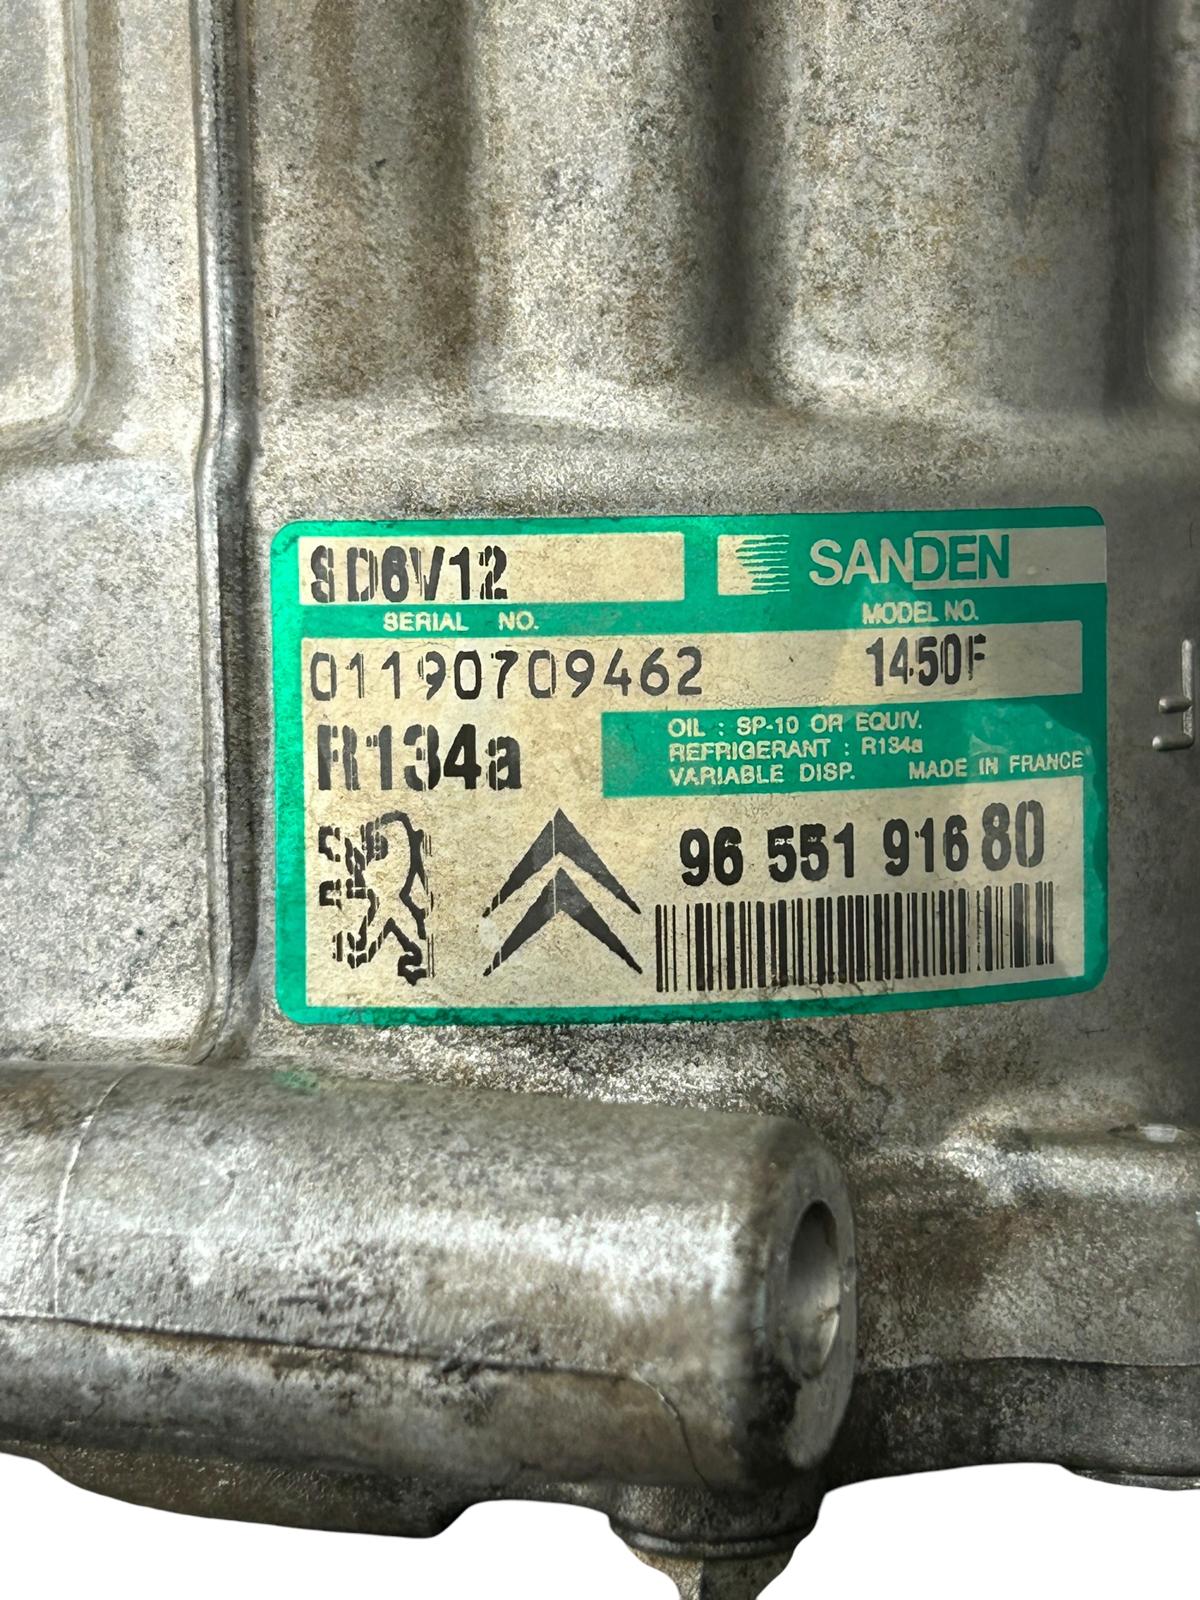 SD6V12
SANDEN
SERIAL NO.
MODEL NO.
01190709462
1450F
R134a
OIL : SP-10 OR EQUIV.
REFRIGERANT : R134a
VARIABLE DISP. MADE IN FRANCE
96 551 916 80